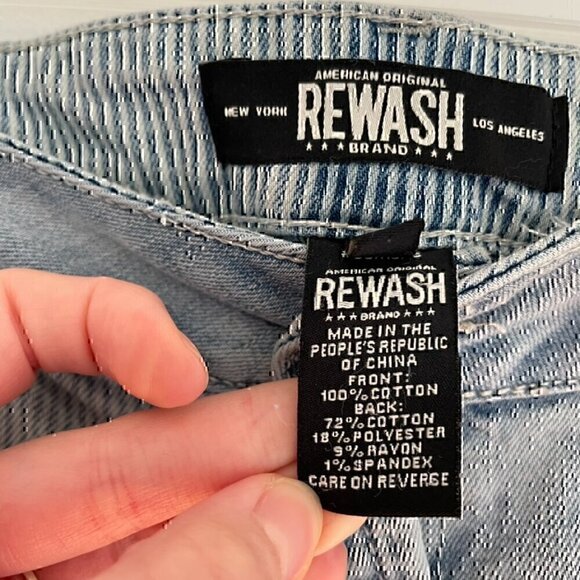 AMERICAN ORIGINAL
NEW YORK REWASH LOS ANGELES
★★★BRAND★★★
AMERICAN ORIGINAL
REWASH
★★★BRAND★★★
MADE IN THE
PEOPLE'S REPUBLIC
OF CHINA
FRONT:
100%COTTON
BACK:
72%COTTON
18%POLYESTER
9%RAYON
1%SPANDEX
CARE ON REVERSE